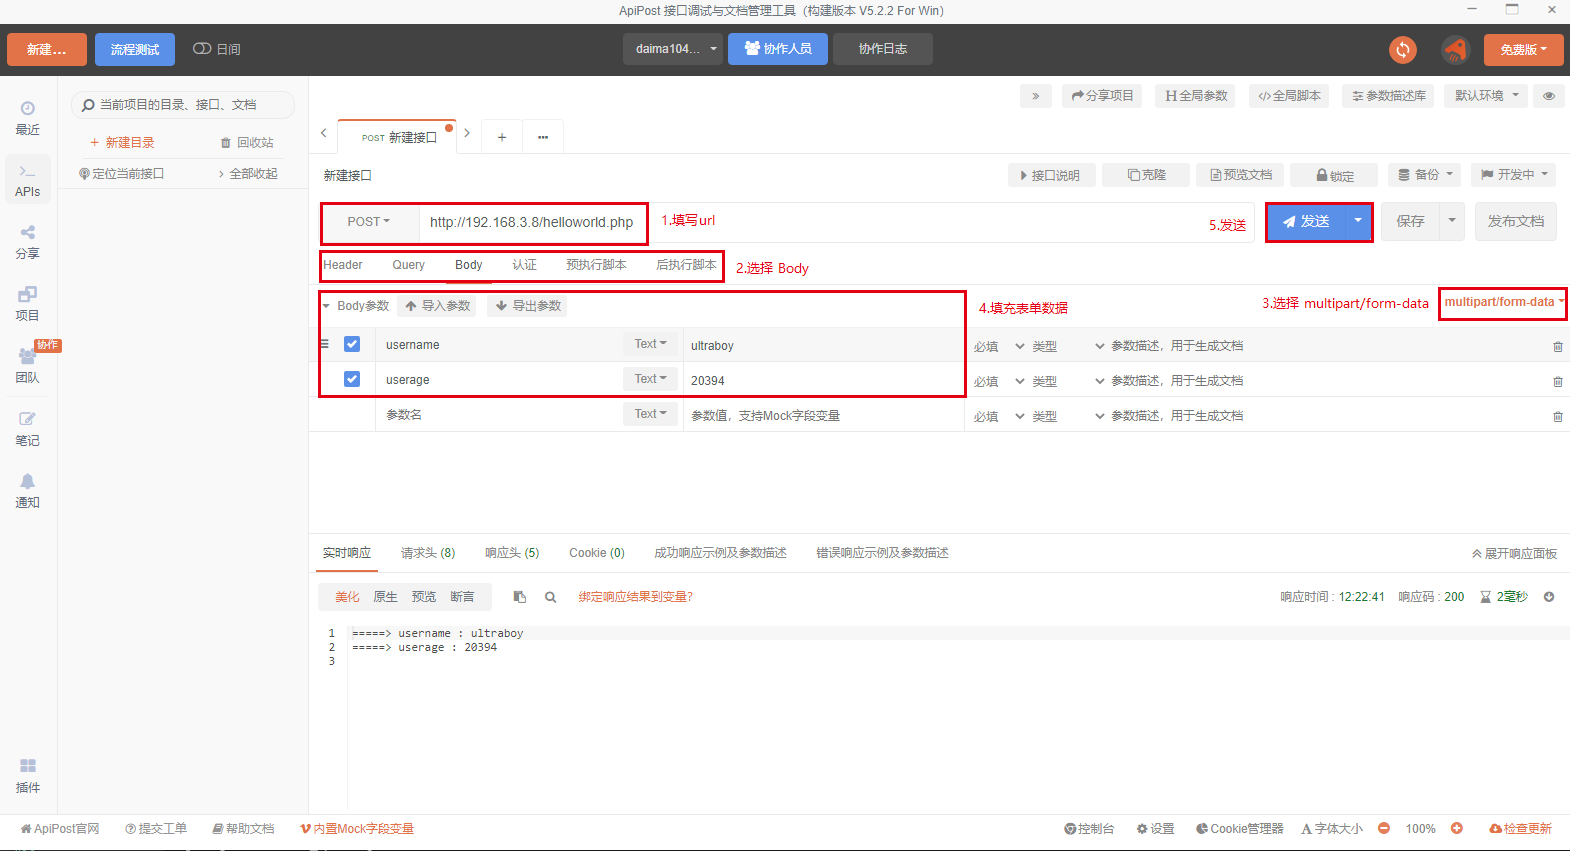 ApiPost 接口调试与文档管理工具（构建版本 V5.2.2 For Win）
新建... 流程测试 日间 daima104... 协作人员 协作日志 免费版
当前项目的目录、接口、文档 » 分享项目 H全局参数 </>全局脚本 参数描述库 默认环境
最近
+ 新建目录 回收站 POST 新建接口 + ...
定位当前接口 > 全部收起 新建接口 接口说明 克隆 预览文档 锁定 备份 开发中
>_
APIs
POST http://192.168.3.8/helloworld.php 1.填写url 5.发送 发送 保存 发布文档
分享
Header Query Body 认证 预执行脚本 后执行脚本 2.选择 Body
Body参数 导入参数 导出参数 4.填充表单数据 3.选择 multipart/form-data multipart/form-data
项目
username Text ultraboy 必填 类型 参数描述，用于生成文档
协作
团队
userage Text 20394 必填 类型 参数描述，用于生成文档
参数名 Text 参数值，支持Mock字段变量 必填 类型 参数描述，用于生成文档
笔记
通知
实时响应 请求头 (8) 响应头 (5) Cookie (0) 成功响应示例及参数描述 错误响应示例及参数描述 展开响应面板
美化 原生 预览 断言 绑定响应结果到变量? 响应时间 : 12:22:41 响应码 : 200 2毫秒
1 =====> username : ultraboy
2 =====> userage : 20394
3
插件
ApiPost官网 提交工单 帮助文档 内置Mock字段变量 控制台 设置 Cookie管理器 A 字体大小 100% 检查更新